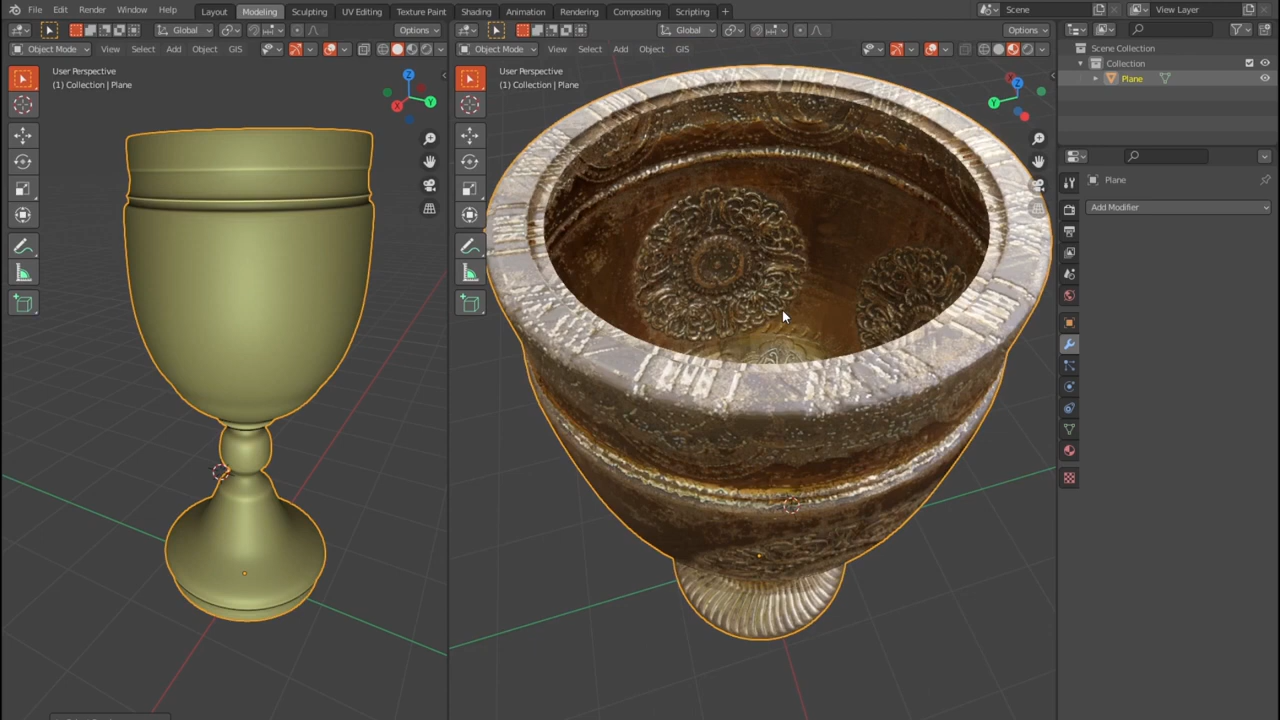 File Edit Render Window Help Layout Modeling Sculpting UV Editing Texture Paint Shading Animation Rendering Compositing Scripting + Scene View Layer
Global Options Global Options
Object Mode View Select Add Object GIS Object Mode View Select Add Object GIS
Scene Collection
Collection
Plane
User Perspective
(1) Collection | Plane
User Perspective
(1) Collection | Plane
Z
X
Y
Z
Y
Plane
Add Modifier